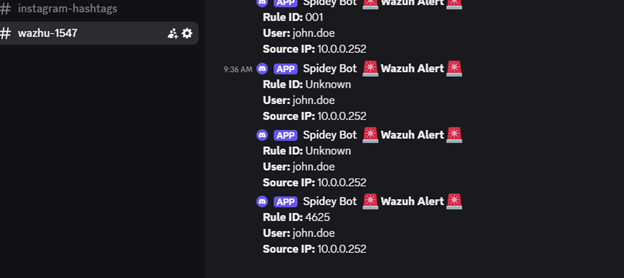 # instagram-hashtags
# wazhu-1547
APP Spidey Bot 🚨 Wazuh Alert 🚨
Rule ID: 001
User: john.doe
Source IP: 10.0.0.252
9:36 AM APP Spidey Bot 🚨 Wazuh Alert 🚨
Rule ID: Unknown
User: john.doe
Source IP: 10.0.0.252
APP Spidey Bot 🚨 Wazuh Alert 🚨
Rule ID: Unknown
User: john.doe
Source IP: 10.0.0.252
APP Spidey Bot 🚨 Wazuh Alert 🚨
Rule ID: 4625
User: john.doe
Source IP: 10.0.0.252